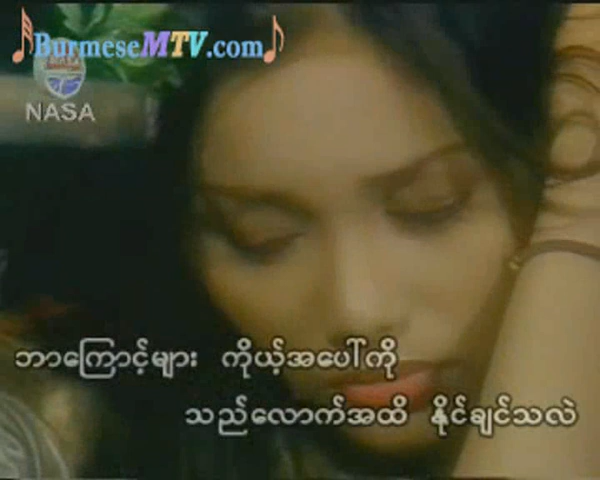 BurmeseMTV.com
NASA
ဘာကြောင့်များ ကိုယ့်အပေါ်ကို
သည်လောက်အထိ နိုင်ချင်သလဲ